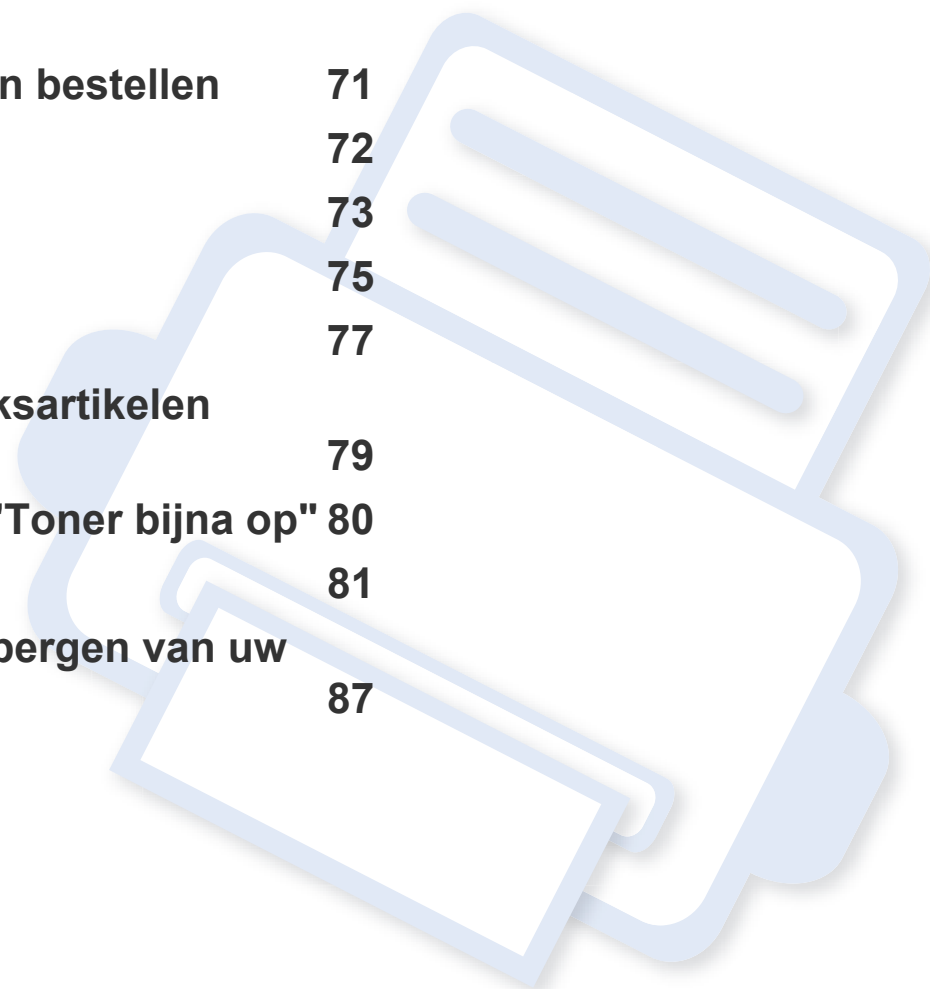 n bestellen 71
72
73
75
77
ksartikelen
79
"Toner bijna op" 80
81
bergen van uw
87